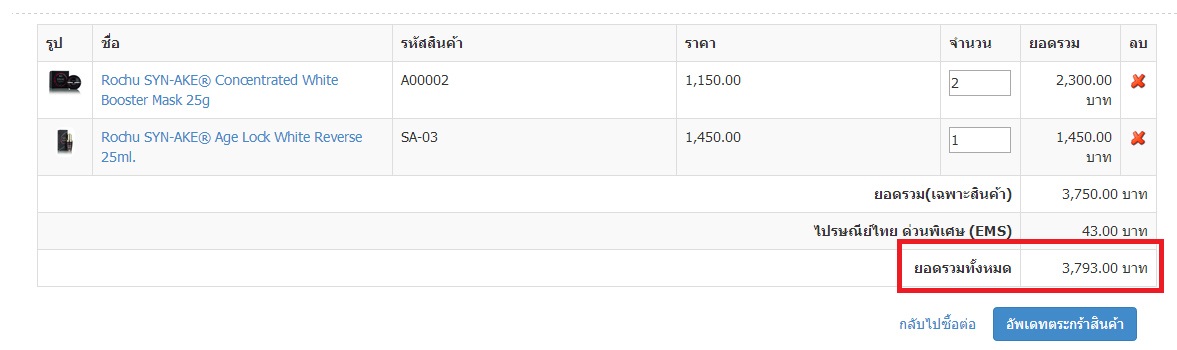 รูป ชื่อ รหัสสินค้า ราคา จำนวน ยอดรวม ลบ
Rochu SYN-AKE® Concentrated White A00002 1,150.00 2 2,300.00
Booster Mask 25g บาท
Rochu SYN-AKE® Age Lock White Reverse SA-03 1,450.00 1 1,450.00
25ml. บาท
ยอดรวม(เฉพาะสินค้า) 3,750.00 บาท
ไปรษณีย์ไทย ด่วนพิเศษ (EMS) 43.00 บาท
ยอดรวมทั้งหมด 3,793.00 บาท
กลับไปซื้อต่อ อัพเดทตระกร้าสินค้า